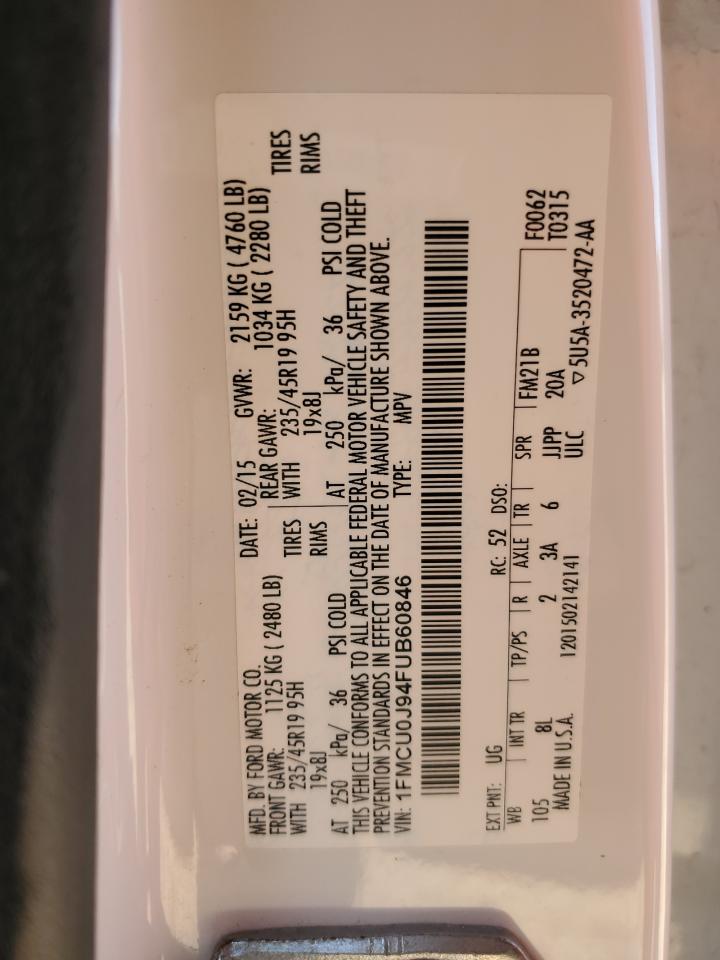 MFD. BY FORD MOTOR CO.
DATE: 02/15 GVWR: 2159 KG ( 4760 LB)
FRONT GAWR: 1125 KG ( 2480 LB) REAR GAWR: 1034 KG ( 2280 LB)
WITH 235/45R19 95H TIRES WITH 235/45R19 95H TIRES
19x8J RIMS 19x8J RIMS
AT 250 kPa/ 36 PSI COLD AT 250 kPa/ 36 PSI COLD
THIS VEHICLE CONFORMS TO ALL APPLICABLE FEDERAL MOTOR VEHICLE SAFETY AND THEFT
PREVENTION STANDARDS IN EFFECT ON THE DATE OF MANUFACTURE SHOWN ABOVE.
VIN: 1FMCU0J94FUB60846 TYPE: MPV
EXT PNT: UG RC: 52 DSO:
WB INT TR TP/PS R AXLE TR SPR FM21B F0062
105 8L 2 3A 6 JJPP 20A T0315
MADE IN U.S.A. 1201502142141 ULC ▽ 5U5A-3520472-AA